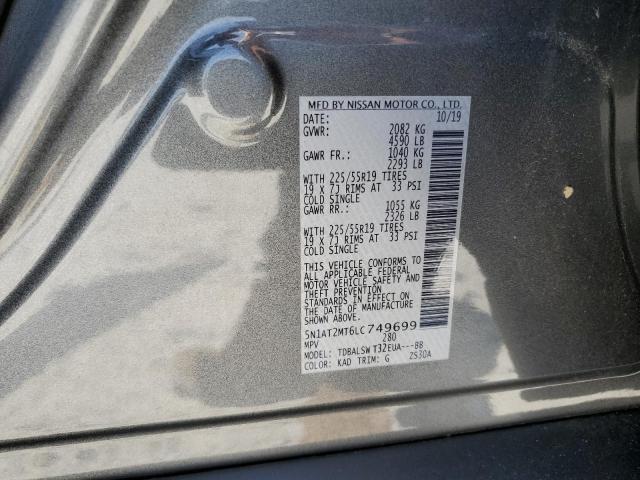 MFD BY NISSAN MOTOR CO., LTD.
DATE: 10/19
GVWR: 2082 KG
4590 LB
GAWR FR.: 1040 KG
2293 LB
WITH 225/55R19 TIRES
19 X 7J RIMS AT 33 PSI
COLD SINGLE
GAWR RR.: 1055 KG
2326 LB
WITH 225/55R19 TIRES
19 X 7J RIMS AT 33 PSI
COLD SINGLE
THIS VEHICLE CONFORMS TO
ALL APPLICABLE FEDERAL
MOTOR VEHICLE SAFETY AND
THEFT PREVENTION
STANDARDS IN EFFECT ON
THE DATE OF MANUFACTURE
SHOWN ABOVE.
5N1AT2MT6LC749699
MPV 280
MODEL: TDBALSW T32EUA---BB
COLOR: KAD TRIM: G ZS30A